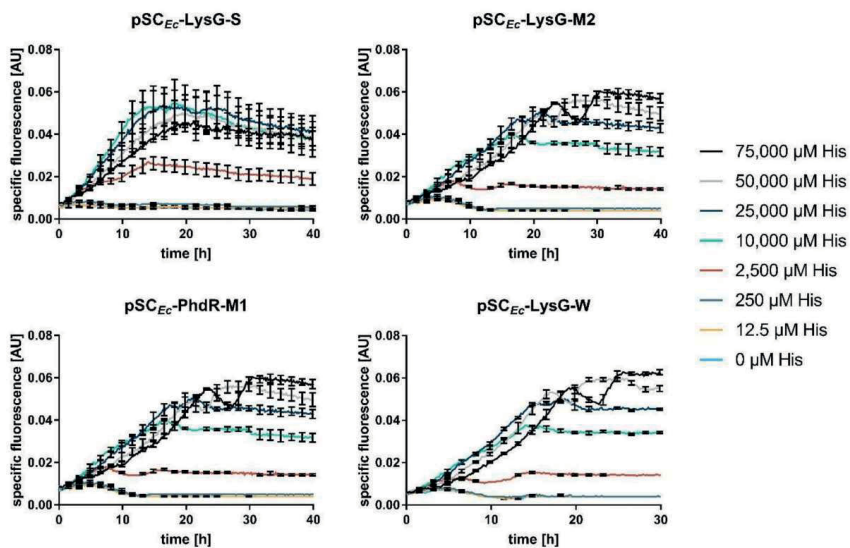 pSCEc-LysG-S
specific fluorescence [AU]
0.08
0.06
0.04
0.02
0.00
0
10
20
30
40
time [h]
pSCEc-LysG-M2
specific fluorescence [AU]
0.08
0.06
0.04
0.02
0.00
0
10
20
30
40
time [h]
pSCEc-PhdR-M1
specific fluorescence [AU]
0.08
0.06
0.04
0.02
0.00
0
10
20
30
40
time [h]
pSCEc-LysG-W
specific fluorescence [AU]
0.08
0.06
0.04
0.02
0.00
0
10
20
30
time [h]
75,000 µM His
50,000 µM His
25,000 µM His
10,000 µM His
2,500 µM His
250 µM His
12.5 µM His
0 µM His